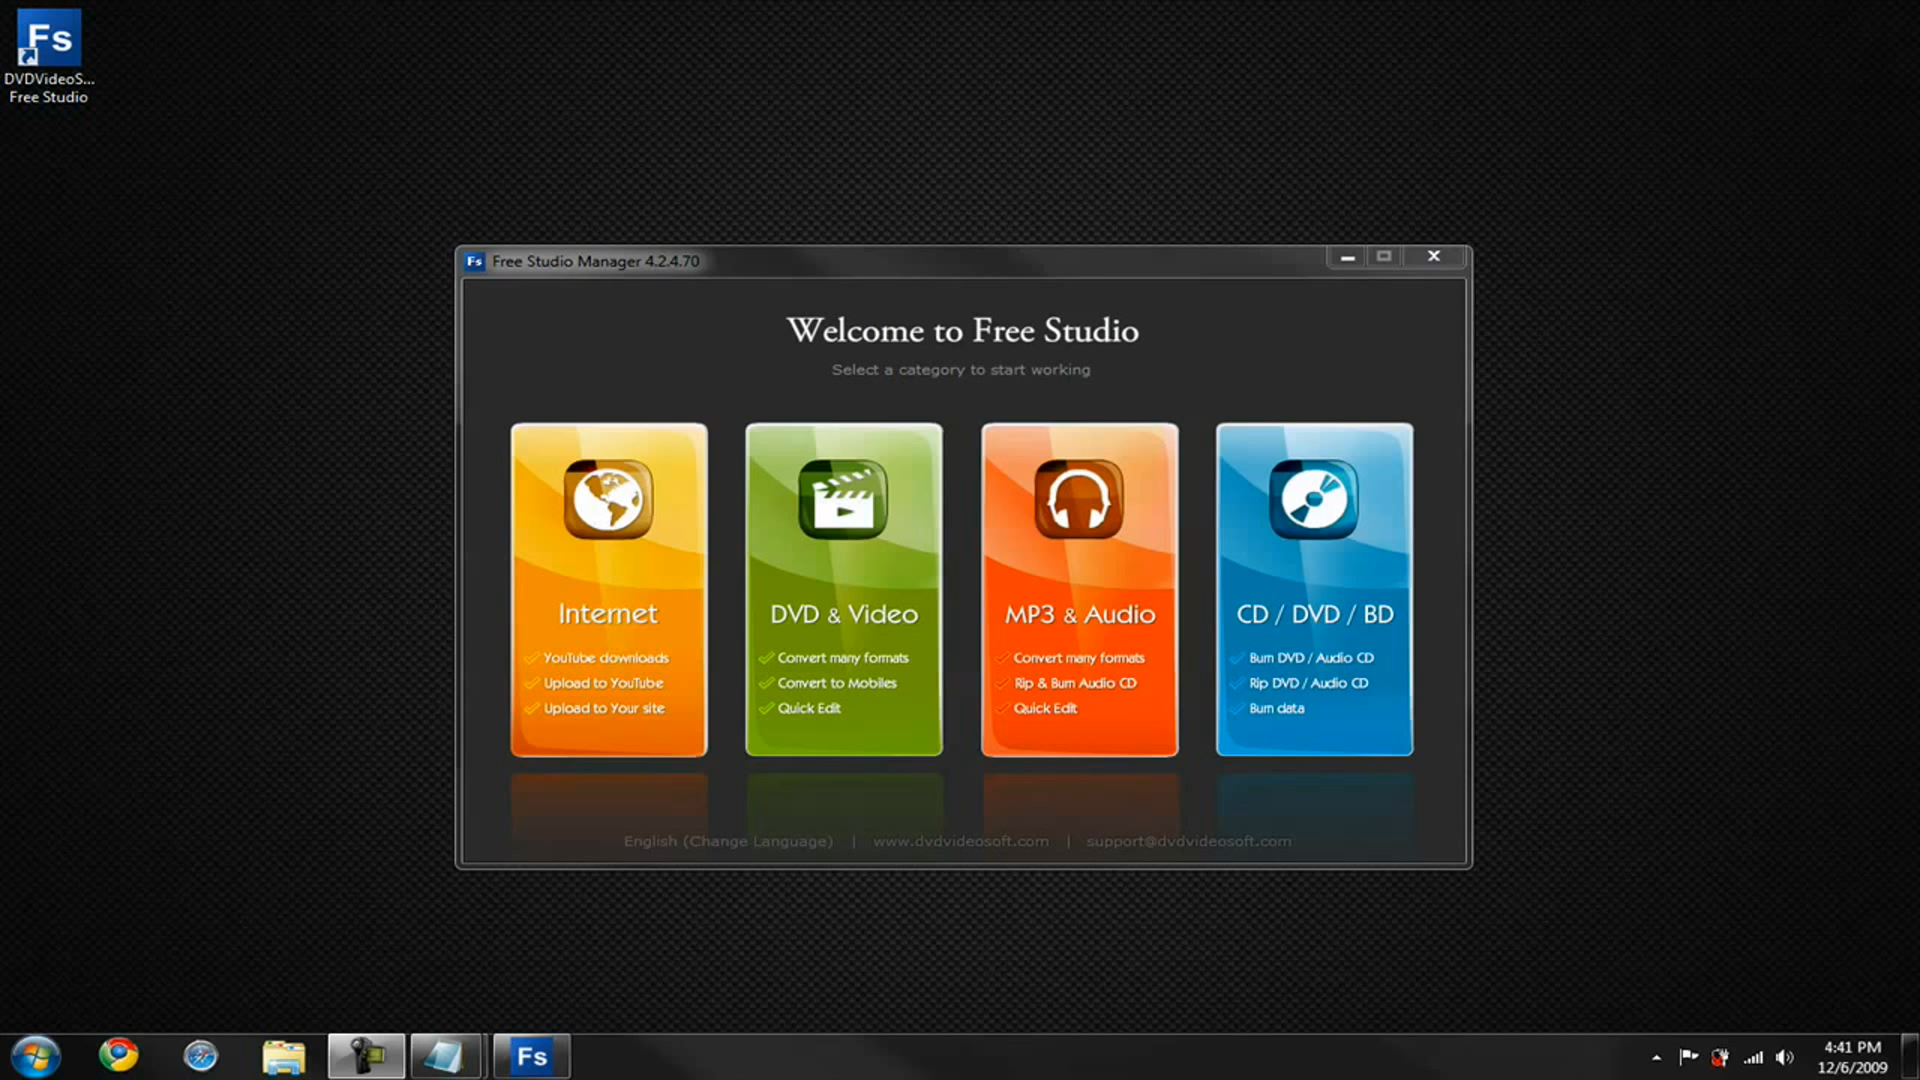 Fs
DVDVideoS...
Free Studio
Fs Free Studio Manager 4.2.4.70
Welcome to Free Studio
Select a category to start working
Internet
YouTube downloads
Upload to YouTube
Upload to Your site
DVD & Video
Convert many formats
Convert to Mobiles
Quick Edit
MP3 & Audio
Convert many formats
Rip & Burn Audio CD
Quick Edit
CD / DVD / BD
Burn DVD / Audio CD
Rip DVD / Audio CD
Burn data
English (Change Language) | www.dvdvideosoft.com | support@dvdvideosoft.com
Fs
4:41 PM
12/6/2009